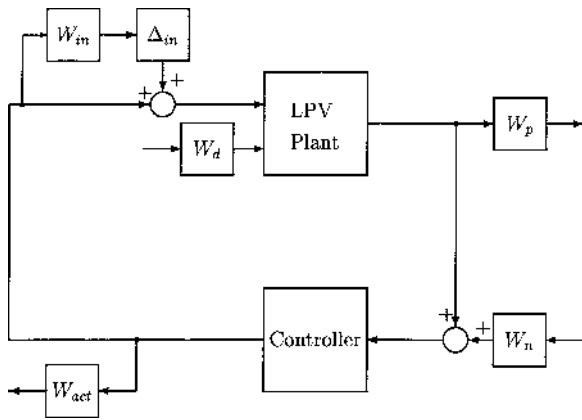 W_in
Δ_in
+
+
LPV
Plant
W_p
W_d
+
+
Controller
W_n
W_act